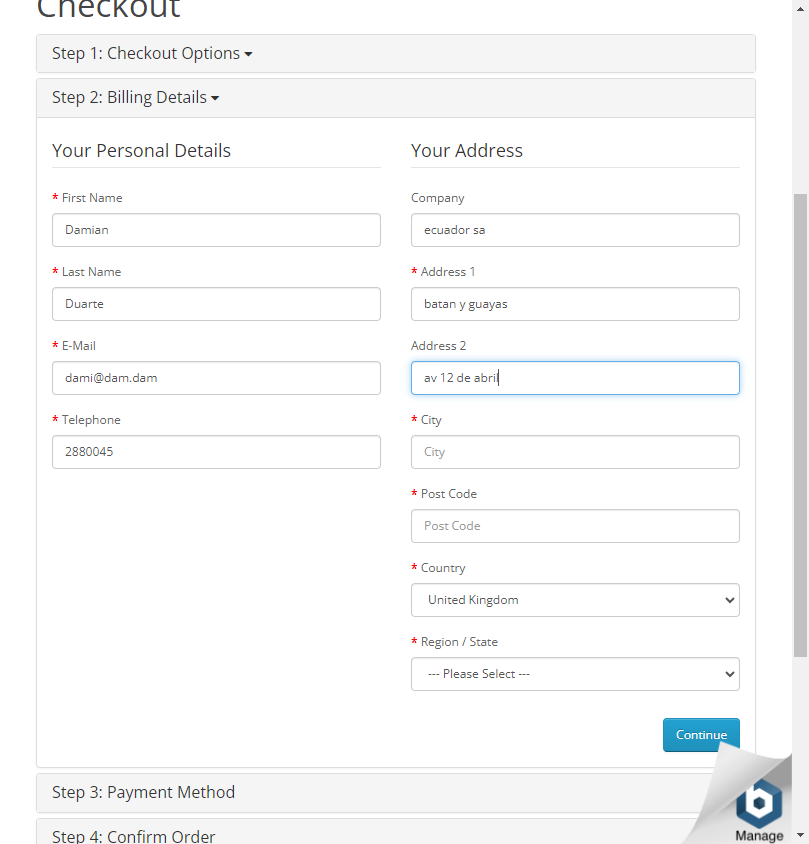 Checkout
Step 1: Checkout Options
Step 2: Billing Details
Your Personal Details
* First Name
Damian
* Last Name
Duarte
* E-Mail
dami@dam.dam
* Telephone
2880045
Your Address
Company
ecuador sa
* Address 1
batan y guayas
Address 2
av 12 de abril
* City
City
* Post Code
Post Code
* Country
United Kingdom
* Region / State
--- Please Select ---
Continue
Step 3: Payment Method
Step 4: Confirm Order
Manage